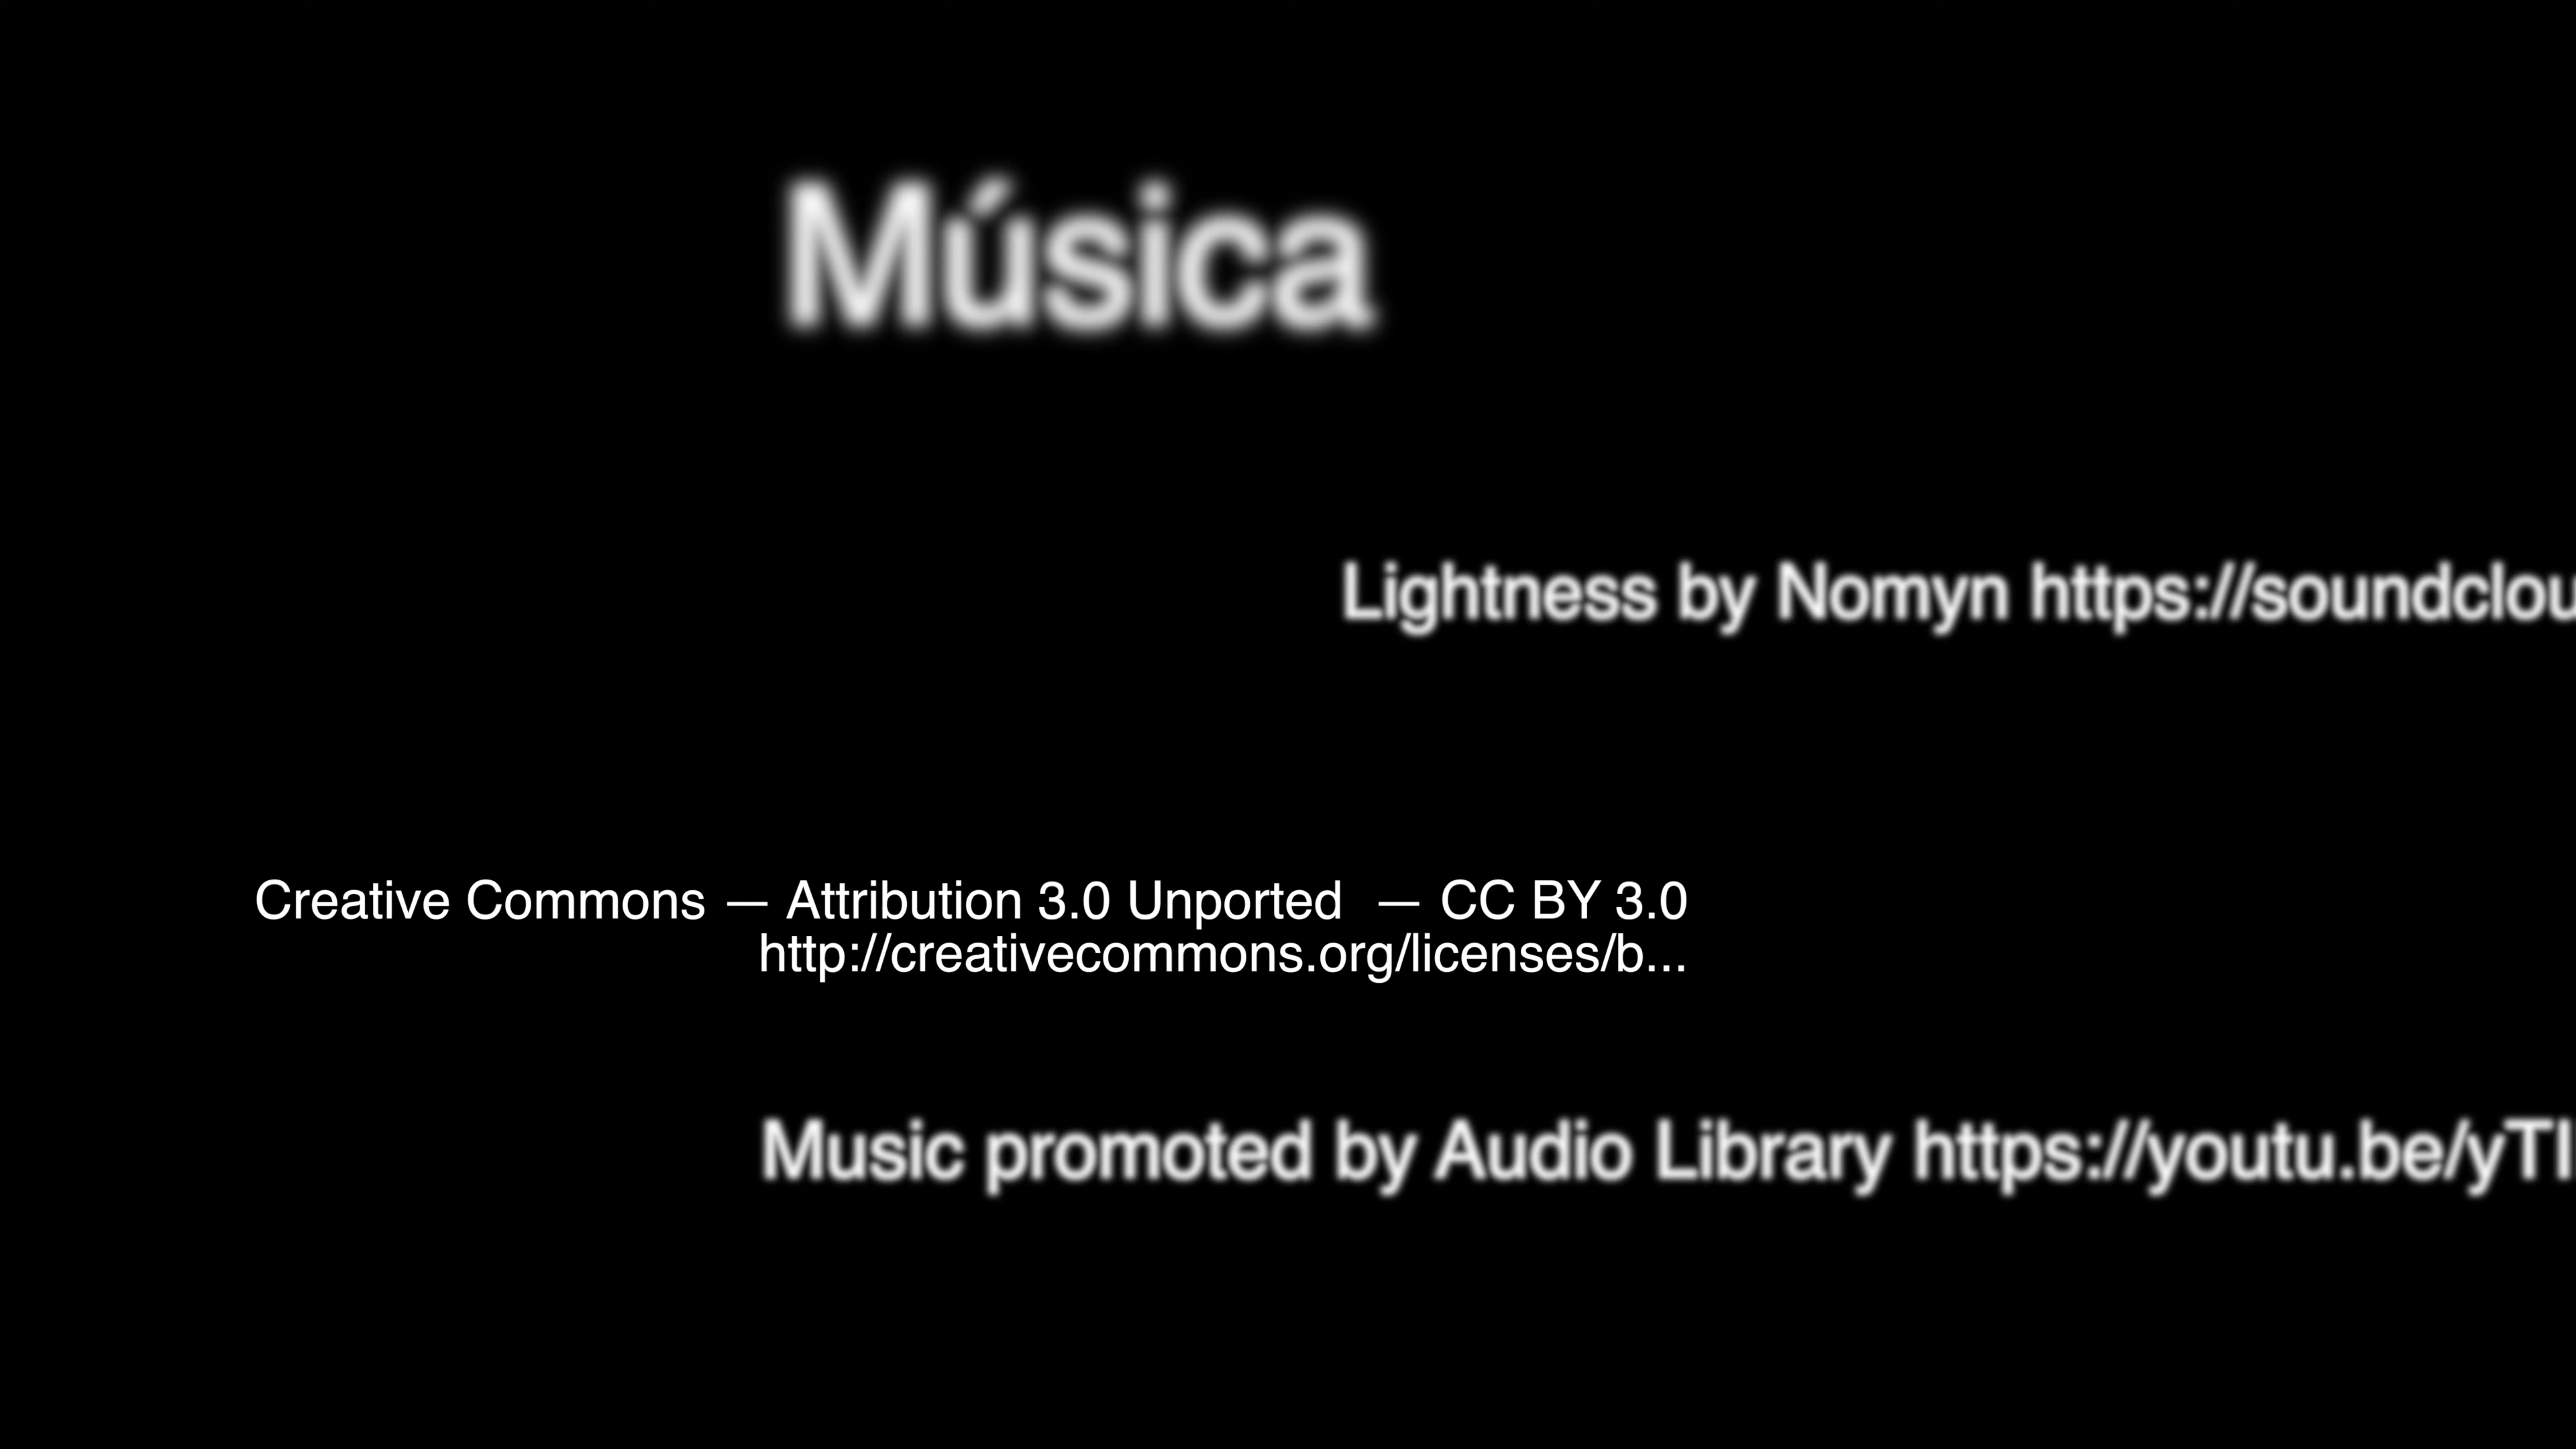 Música
Lightness by Nomyn https://soundclou
Creative Commons — Attribution 3.0 Unported  — CC BY 3.0
http://creativecommons.org/licenses/b...
Music promoted by Audio Library https://youtu.be/yT